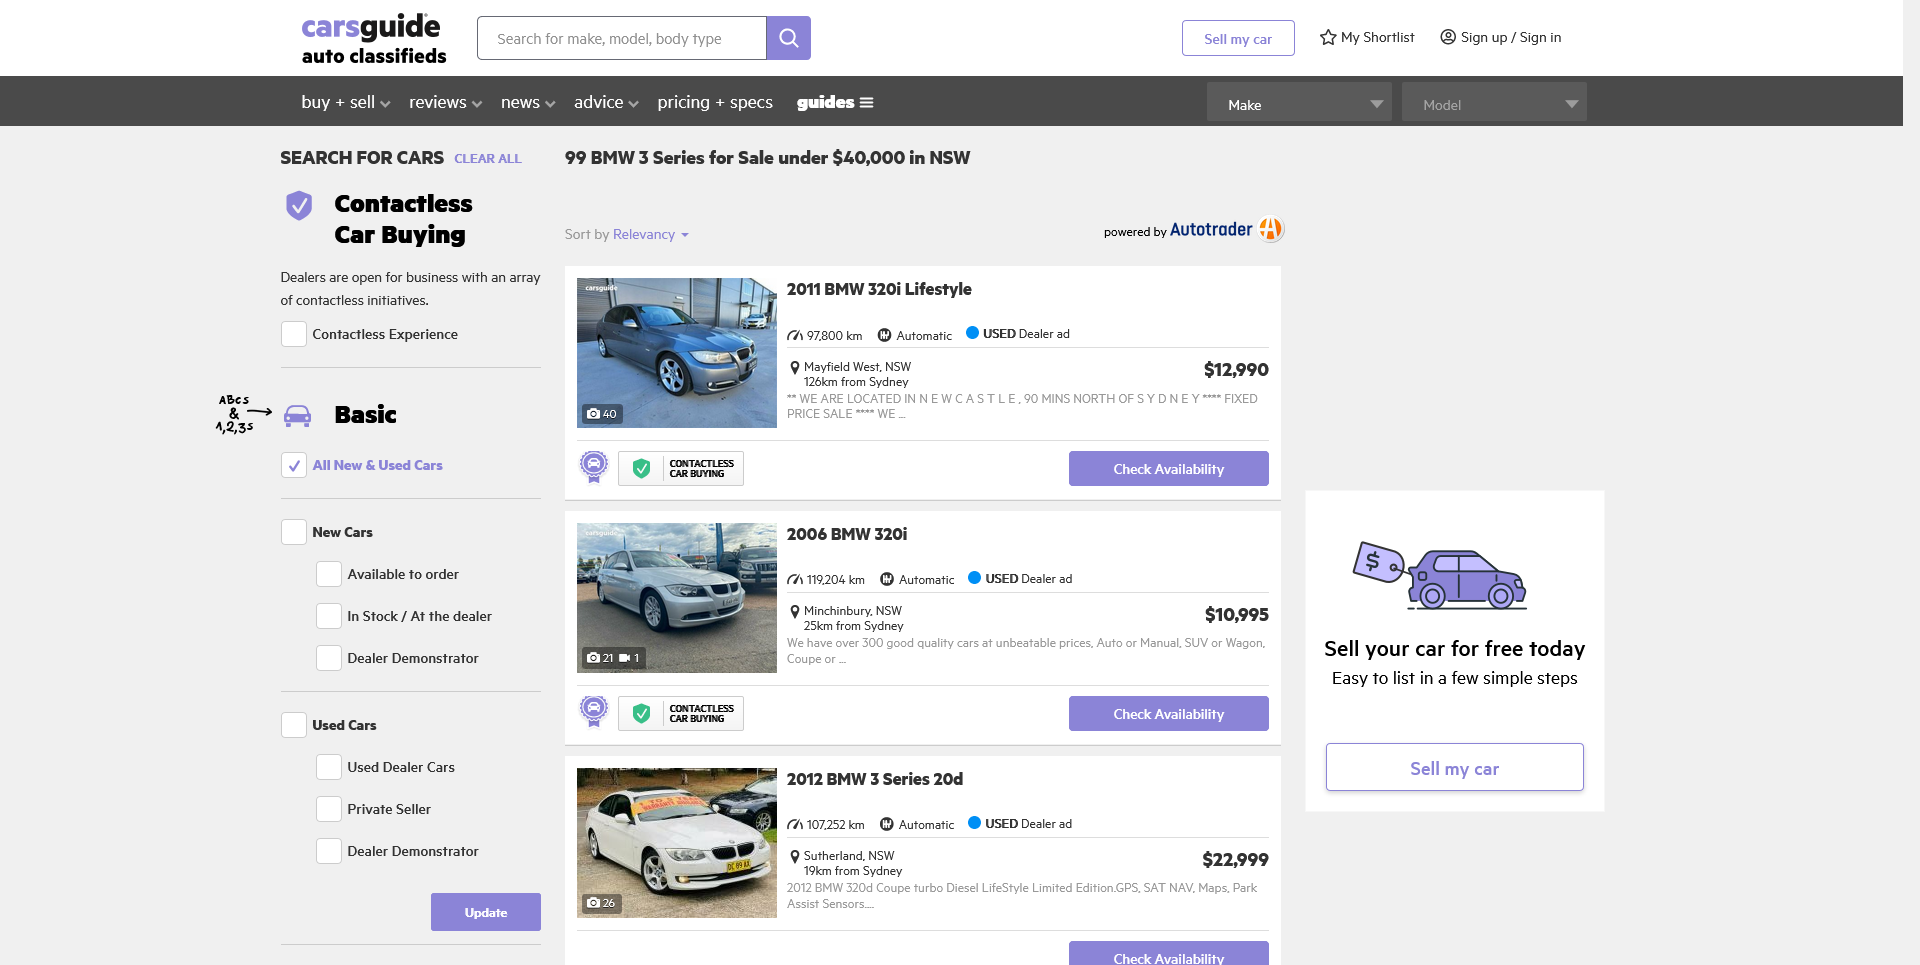 carsguide
auto classifieds
Search for make, model, body type
Sell my car
My Shortlist
Sign up / Sign in
buy + sell
reviews
news
advice
pricing + specs
guides
Make
Model
SEARCH FOR CARS CLEAR ALL
Contactless
Car Buying
Dealers are open for business with an array
of contactless initiatives.
Contactless Experience
ABCs
&
1,2,3s
Basic
All New & Used Cars
New Cars
Available to order
In Stock / At the dealer
Dealer Demonstrator
Used Cars
Used Dealer Cars
Private Seller
Dealer Demonstrator
Update
99 BMW 3 Series for Sale under $40,000 in NSW
Sort by Relevancy
powered by Autotrader
carsguide
40
2011 BMW 320i Lifestyle
97,800 km Automatic USED Dealer ad
Mayfield West, NSW
126km from Sydney
$12,990
** WE ARE LOCATED IN N E W C A S T L E , 90 MINS NORTH OF S Y D N E Y **** FIXED
PRICE SALE **** WE ...
CONTACTLESS
CAR BUYING
Check Availability
carsguide
21 1
2006 BMW 320i
119,204 km Automatic USED Dealer ad
Minchinbury, NSW
25km from Sydney
$10,995
We have over 300 good quality cars at unbeatable prices, Auto or Manual, SUV or Wagon,
Coupe or ...
CONTACTLESS
CAR BUYING
Check Availability
26
2012 BMW 3 Series 20d
107,252 km Automatic USED Dealer ad
Sutherland, NSW
19km from Sydney
$22,999
2012 BMW 320d Coupe turbo Diesel LifeStyle Limited Edition.GPS, SAT NAV, Maps, Park
Assist Sensors....
Check Availability
$
Sell your car for free today
Easy to list in a few simple steps
Sell my car